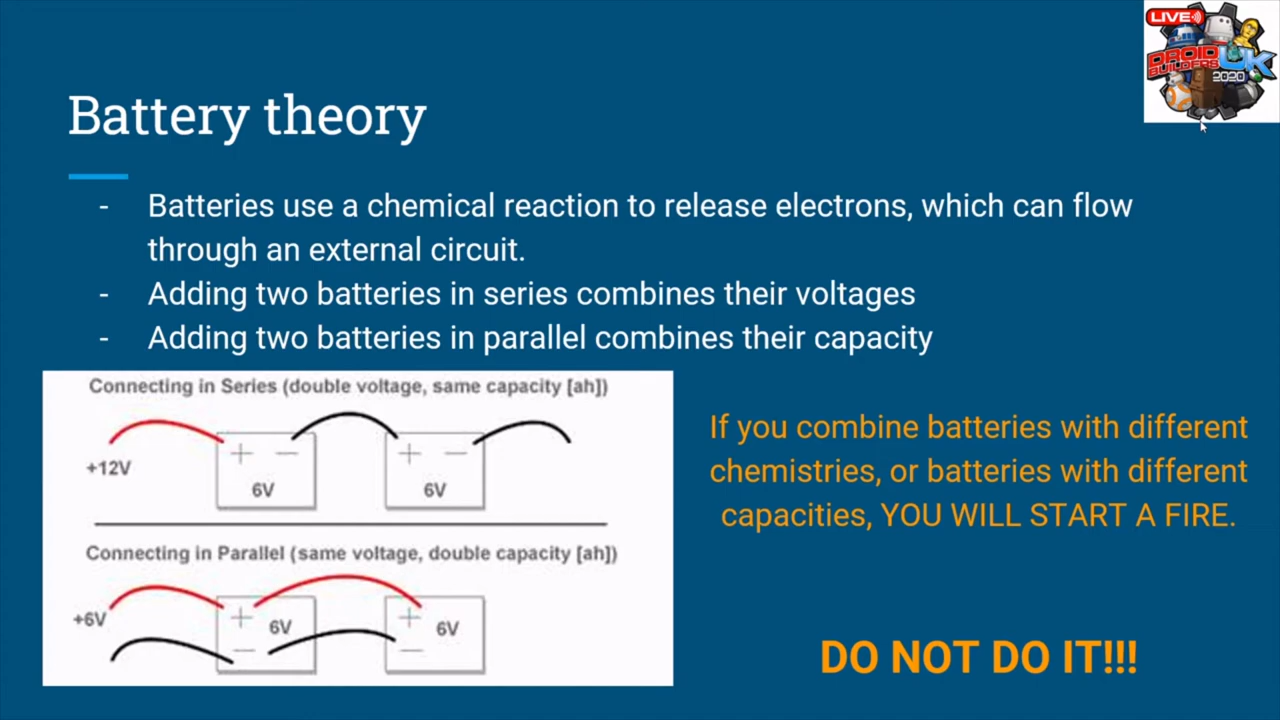 LIVE
DROID
BUILDERS UK
2020
Battery theory
- Batteries use a chemical reaction to release electrons, which can flow
through an external circuit.
- Adding two batteries in series combines their voltages
- Adding two batteries in parallel combines their capacity
Connecting in Series (double voltage, same capacity [ah])
+ − + −
+12V
6V 6V
Connecting in Parallel (same voltage, double capacity [ah])
+6V
+ 6V + 6V
− −
If you combine batteries with different
chemistries, or batteries with different
capacities, YOU WILL START A FIRE.
DO NOT DO IT!!!